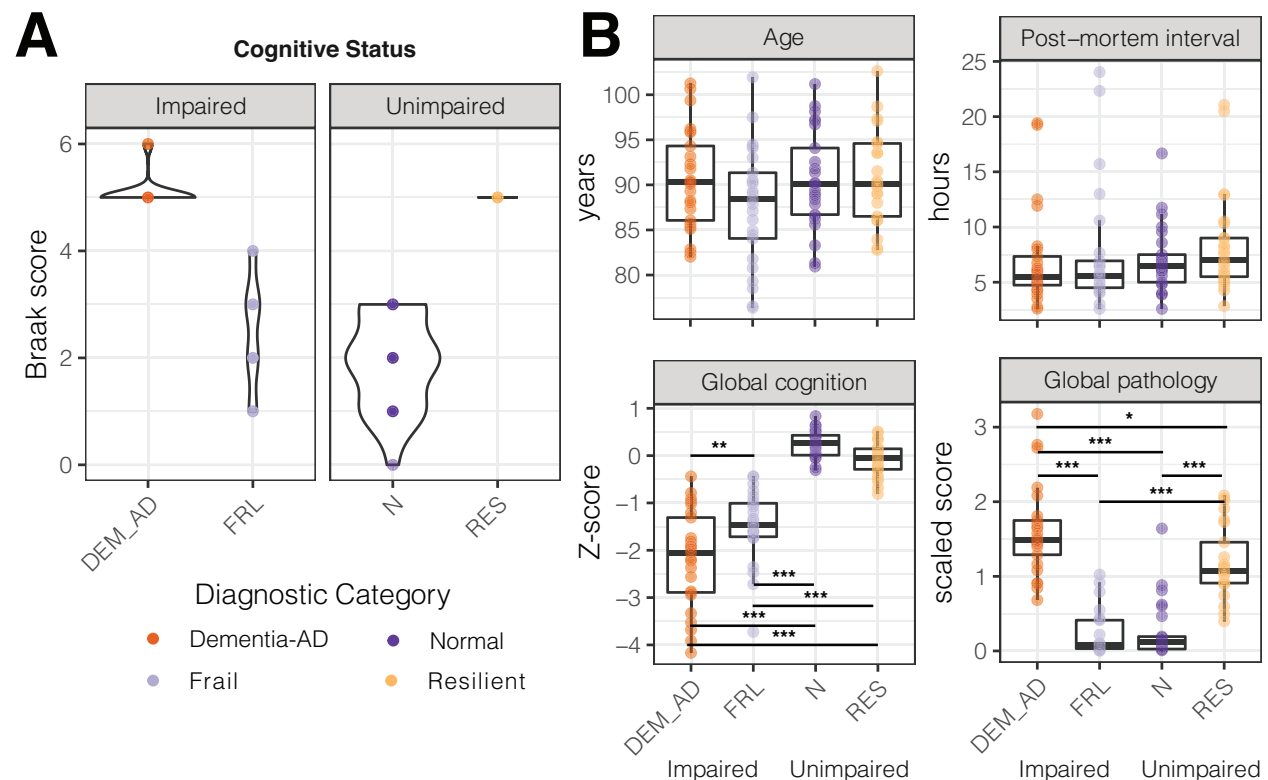 A
Cognitive Status
Impaired
Unimpaired
Braak score
6
4
2
0
DEM_AD
FRL
N
RES
Diagnostic Category
Dementia-AD
Normal
Frail
Resilient
B
Age
years
100
95
90
85
80
Post−mortem interval
hours
25
20
15
10
5
Global cognition
Z-score
1
0
−1
−2
−3
−4
**
***
***
***
***
DEM_AD
FRL
N
RES
Impaired
Unimpaired
Global pathology
scaled score
3
2
1
0
*
***
***
***
***
DEM_AD
FRL
N
RES
Impaired
Unimpaired